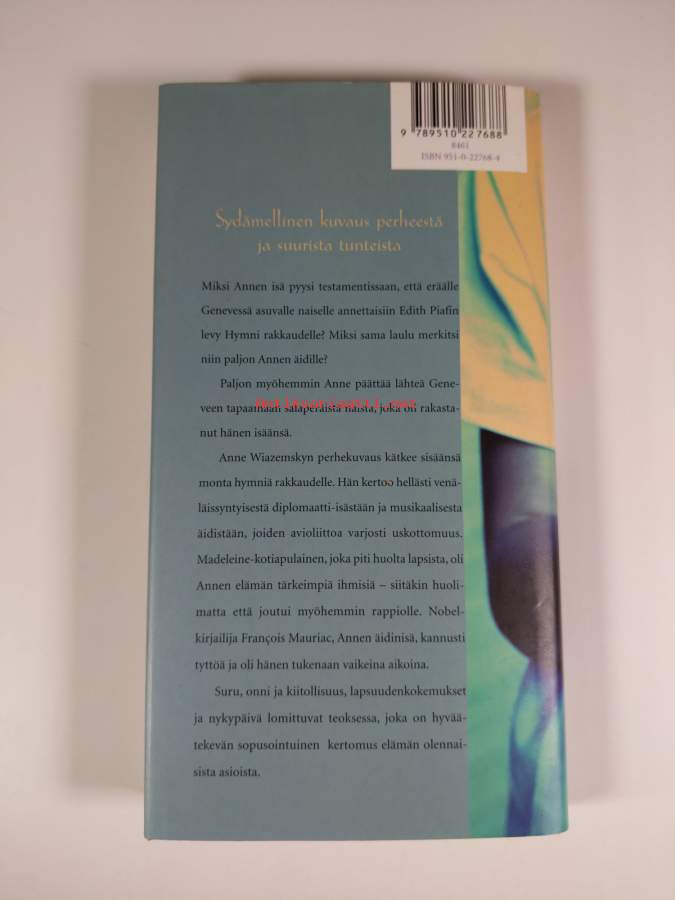 9 789510 227688
8461
ISBN 951-0-22768-4
Sydämellinen kuvaus perheestä
ja suurista tunteista
Miksi Annen isä pyysi testamentissaan, että eräälle
Genevessä asuvalle naiselle annettaisiin Edith Piafin
levy Hymni rakkaudelle? Miksi sama laulu merkitsi
niin paljon Annen äidille?
Paljon myöhemmin Anne päättää lähteä Gene-
veen tapaamaan salaperäistä naista, joka on rakasta-
nut hänen isäänsä.
Anne Wiazemskyn perhekuvaus kätkee sisäänsä
monta hymniä rakkaudelle. Hän kertoo hellästi venä-
läissyntyisestä diplomaatti-isästään ja musikaalisesta
äidistään, joiden avioliittoa varjosti uskottomuus.
Madeleine-kotiapulainen, joka piti huolta lapsista, oli
Annen elämän tärkeimpiä ihmisiä – siitäkin huoli-
matta että joutui myöhemmin rappiolle. Nobel-
kirjailija François Mauriac, Annen äidinisä, kannusti
tyttöä ja oli hänen tukenaan vaikeina aikoina.
Suru, onni ja kiitollisuus, lapsuudenkokemukset
ja nykypäivä lomittuvat teoksessa, joka on hyvää-
tekevän sopusointuinen kertomus elämän olennai-
sista asioista.